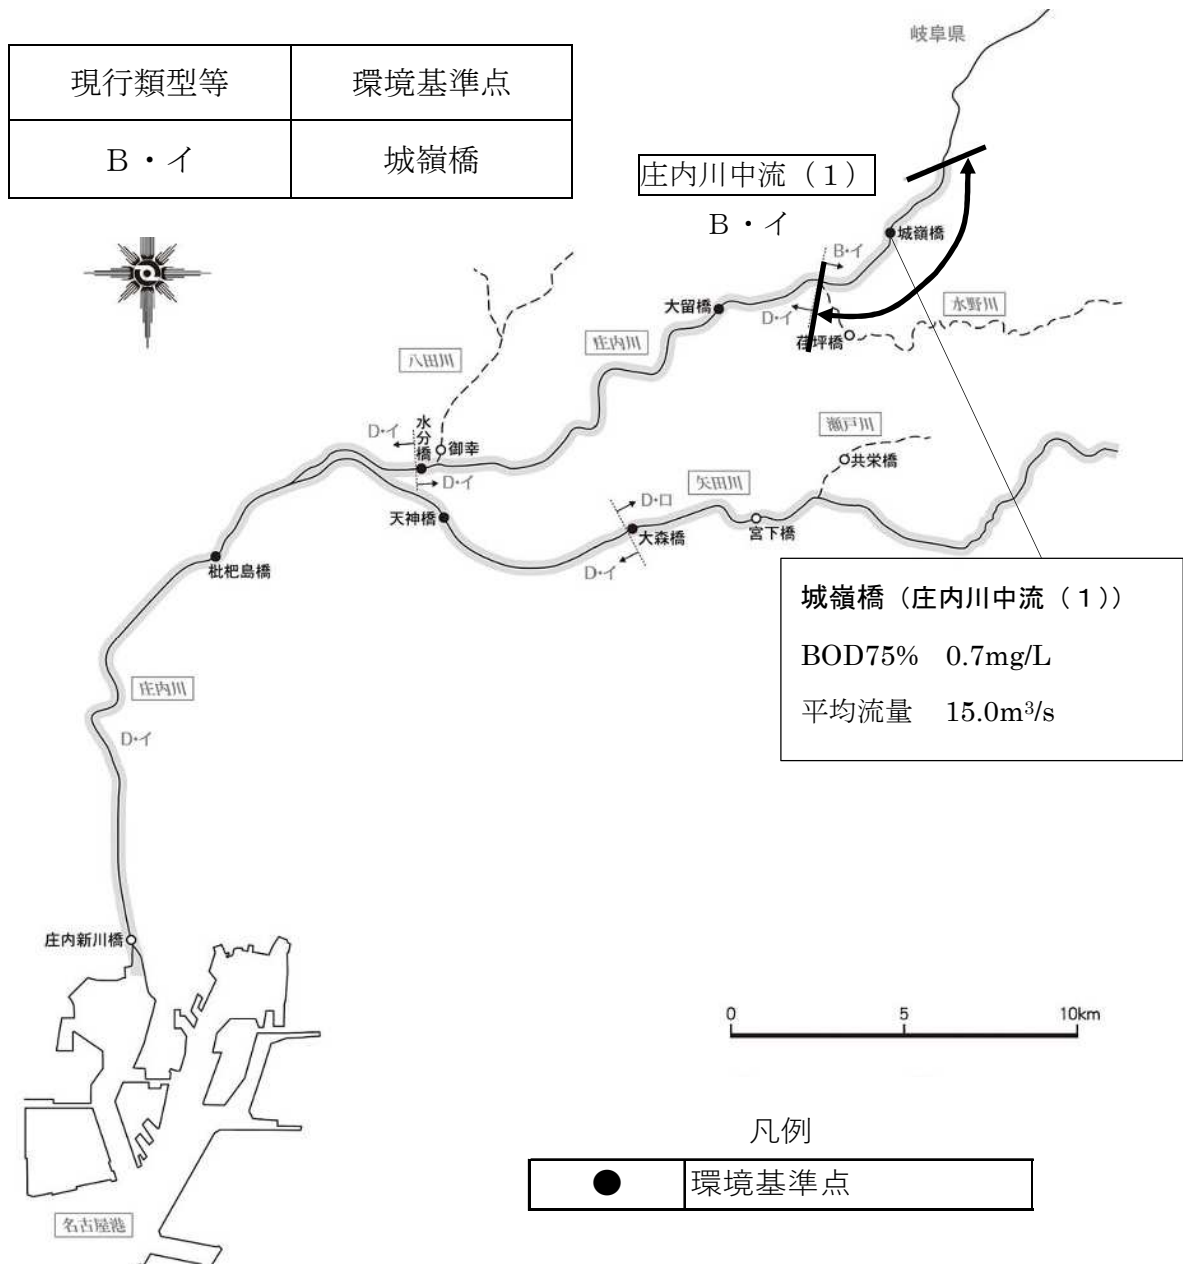 岐阜県
現行類型等 環境基準点
B・イ 城嶺橋
庄内川中流（1）
B・イ
城嶺橋
B・イ
大留橋
D・イ
水野川
荏坪橋
庄内川
八田川
瀬戸川
D・イ
水分橋
御幸
共栄橋
D・イ
矢田川
D・ロ
天神橋
大森橋
宮下橋
D・イ
枇杷島橋
城嶺橋（庄内川中流（1））
BOD75% 0.7mg/L
平均流量 15.0m³/s
庄内川
D・イ
庄内新川橋
0 5 10km
凡例
● 環境基準点
名古屋港